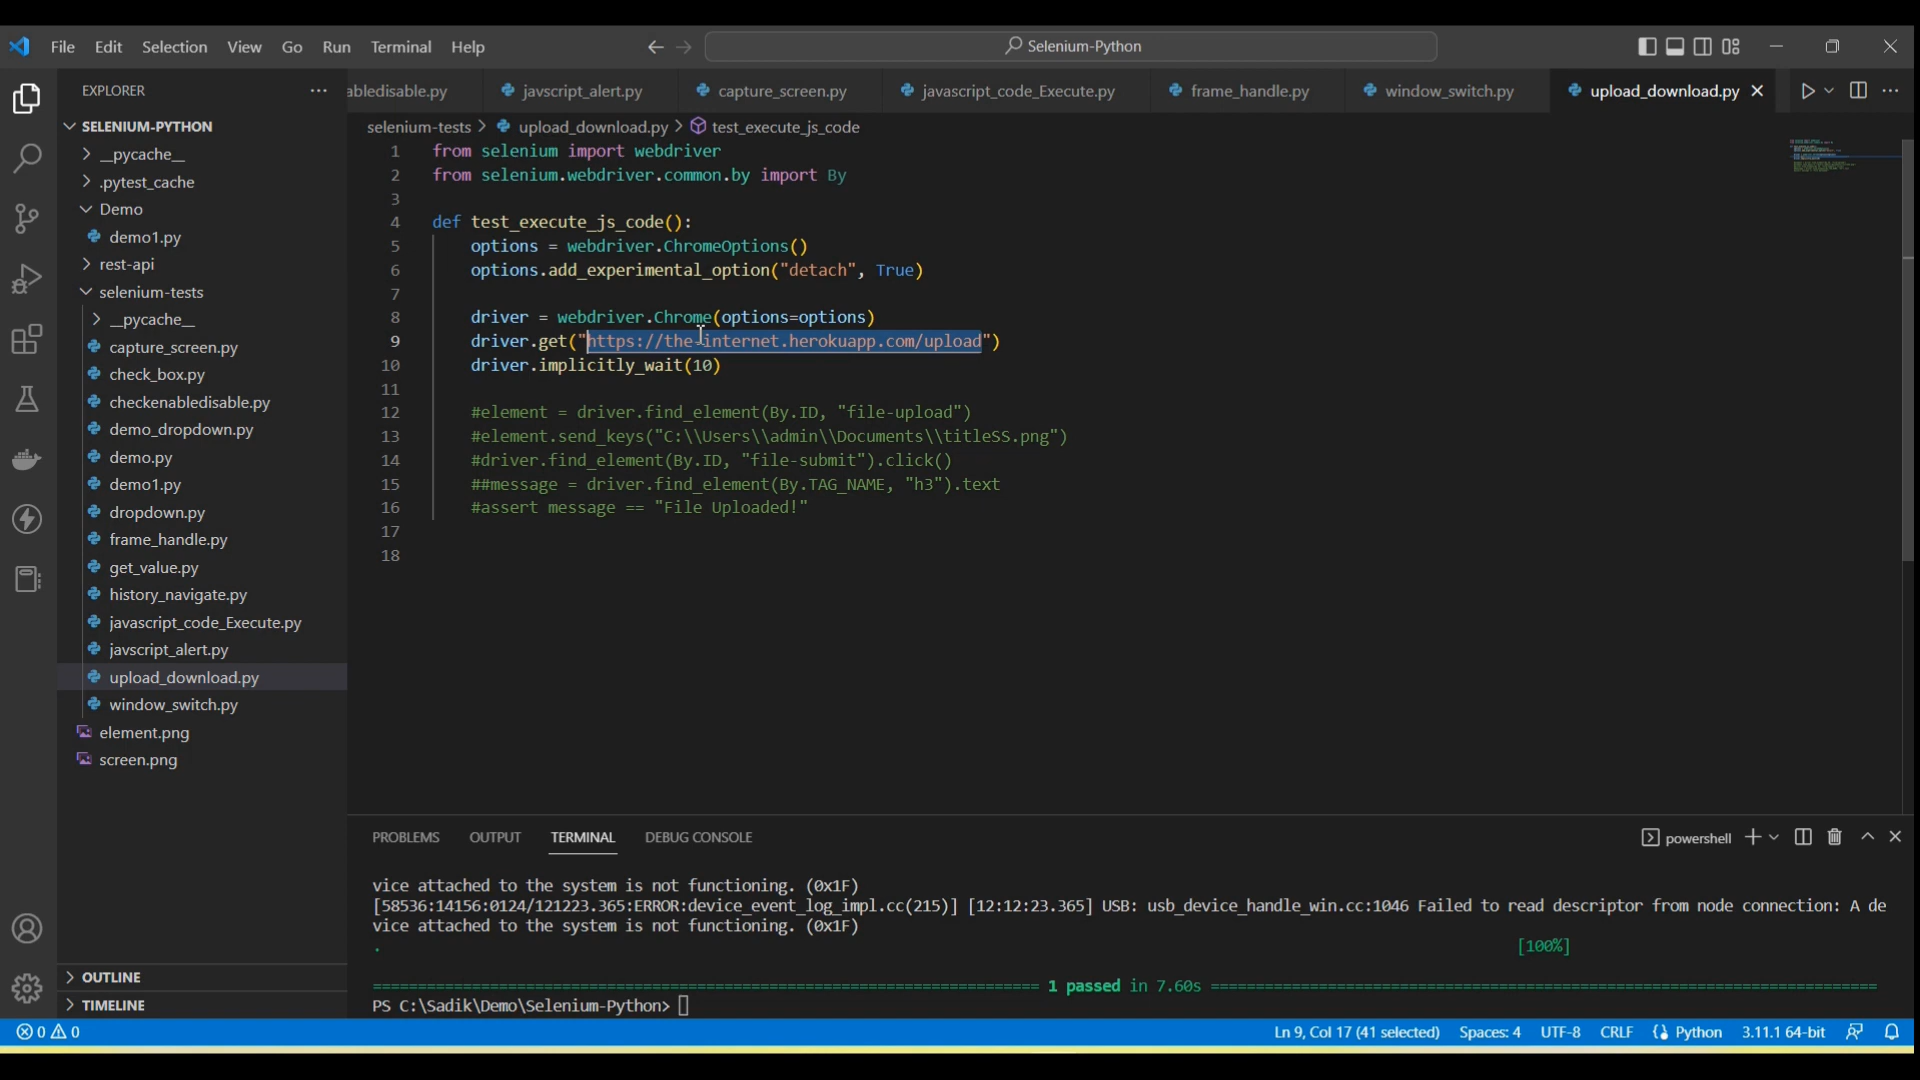 File Edit Selection View Go Run Terminal Help
Selenium-Python
EXPLORER
abledisable.py javscript_alert.py capture_screen.py javascript_code_Execute.py frame_handle.py window_switch.py upload_download.py
SELENIUM-PYTHON
__pycache__
.pytest_cache
Demo
demo1.py
rest-api
selenium-tests
__pycache__
capture_screen.py
check_box.py
checkenabledisable.py
demo_dropdown.py
demo.py
demo1.py
dropdown.py
frame_handle.py
get_value.py
history_navigate.py
javascript_code_Execute.py
javscript_alert.py
upload_download.py
window_switch.py
element.png
screen.png
OUTLINE
TIMELINE
selenium-tests > upload_download.py > test_execute_js_code
1 from selenium import webdriver
2 from selenium.webdriver.common.by import By
3
4 def test_execute_js_code():
5 options = webdriver.ChromeOptions()
6 options.add_experimental_option("detach", True)
7
8 driver = webdriver.Chrome(options=options)
9 driver.get("https://the-internet.herokuapp.com/upload")
10 driver.implicitly_wait(10)
11
12 #element = driver.find_element(By.ID, "file-upload")
13 #element.send_keys("C:\\Users\\admin\\Documents\\titleSS.png")
14 #driver.find_element(By.ID, "file-submit").click()
15 ##message = driver.find_element(By.TAG_NAME, "h3").text
16 #assert message == "File Uploaded!"
17
18
PROBLEMS OUTPUT TERMINAL DEBUG CONSOLE
powershell
vice attached to the system is not functioning. (0x1F)
[58536:14156:0124/121223.365:ERROR:device_event_log_impl.cc(215)] [12:12:23.365] USB: usb_device_handle_win.cc:1046 Failed to read descriptor from node connection: A de
vice attached to the system is not functioning. (0x1F)
. [100%]
1 passed in 7.60s
PS C:\Sadik\Demo\Selenium-Python>
0 0 Ln 9, Col 17 (41 selected) Spaces: 4 UTF-8 CRLF Python 3.11.1 64-bit